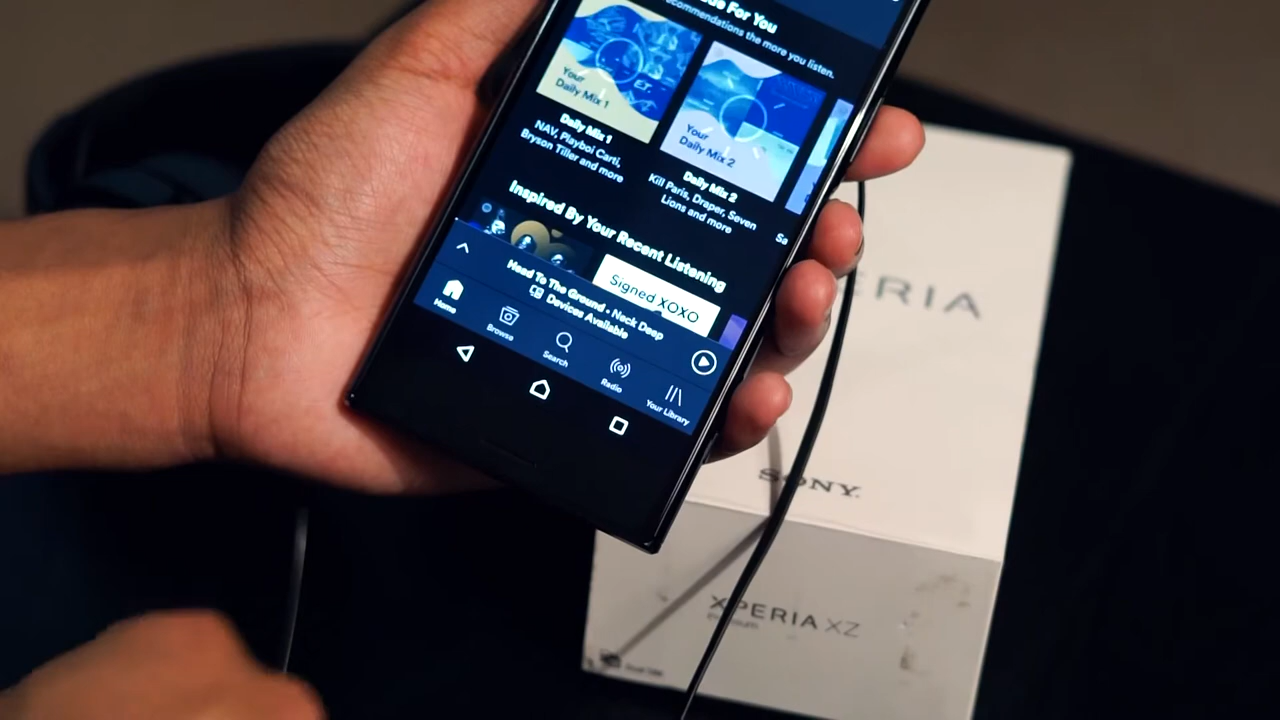 For You
commendations the more you listen.
Your
Daily Mix 1
Your
Daily Mix 2
Daily Mix 1
NAV, Playboi Carti,
Bryson Tiller and more
Daily Mix 2
Kill Paris, Draper, Seven
Lions and more
Sa
Inspired By Your Recent Listening
Signed XOXO
Head To The Ground • Neck Deep
Devices Available
Home
Browse
Search
Radio
Your Library
ERIA
SONY
XPERIA XZ